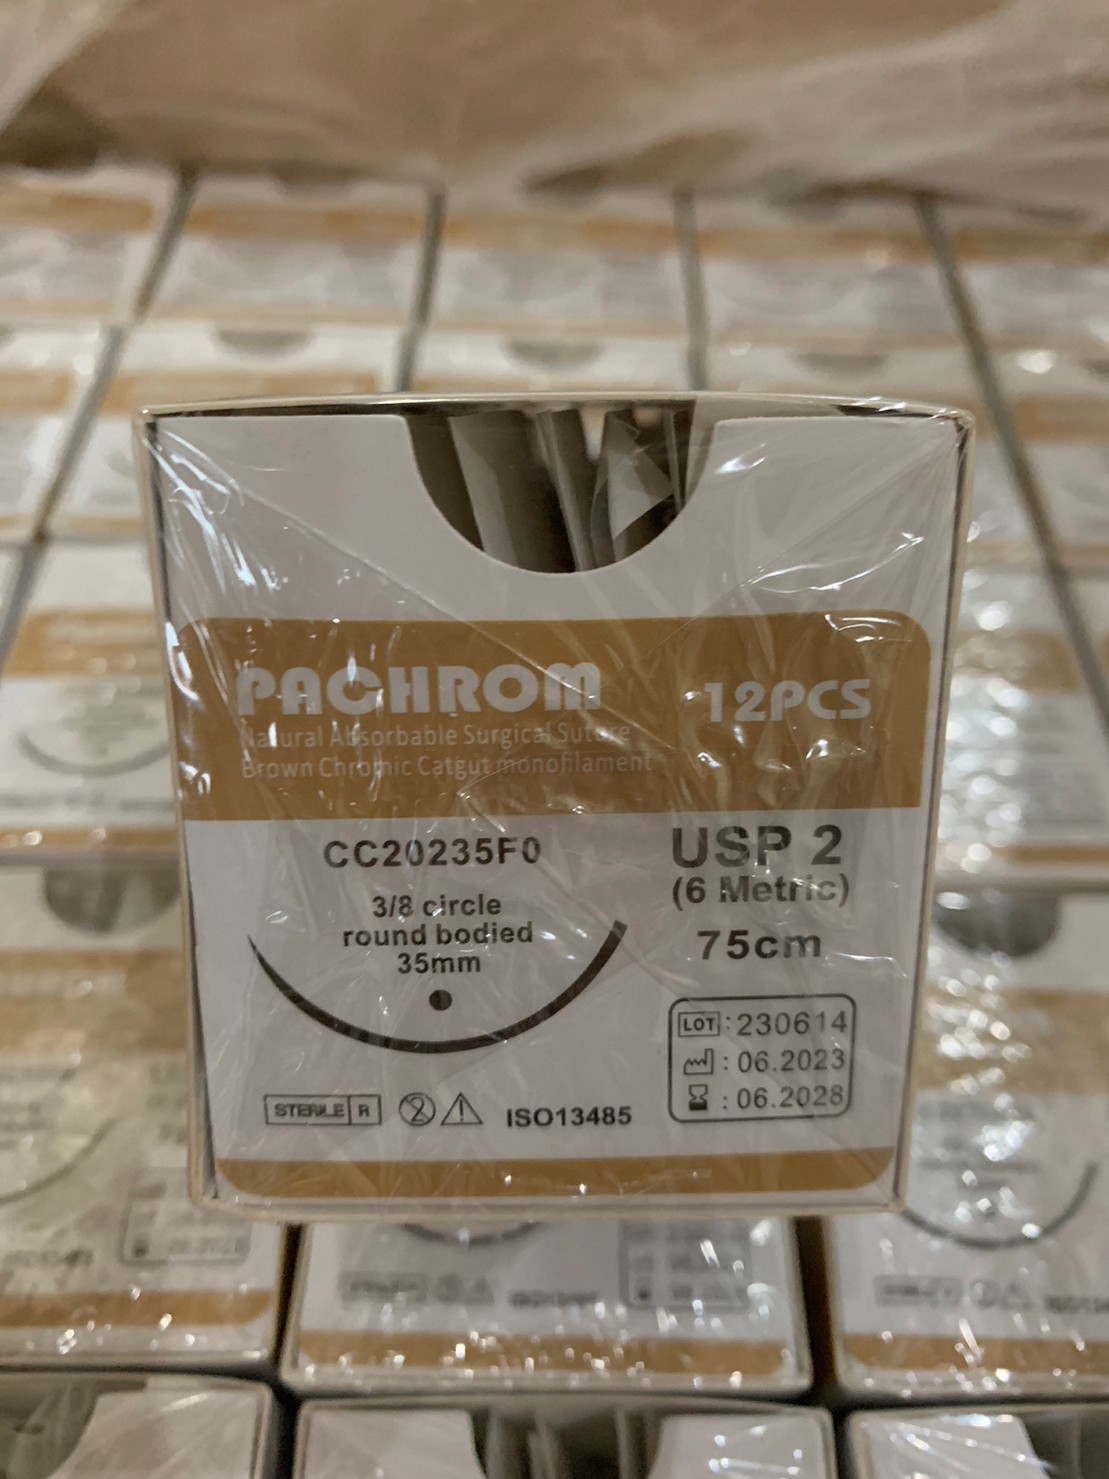 PACHROM
12PCS
Natural Absorbable Surgical Suture
Brown Chromic Catgut monofilament
CC20235F0
USP 2
(6 Metric)
3/8 circle
round bodied
35mm
75cm
LOT : 230614
: 06.2023
: 06.2028
STERILE R
2
ISO13485